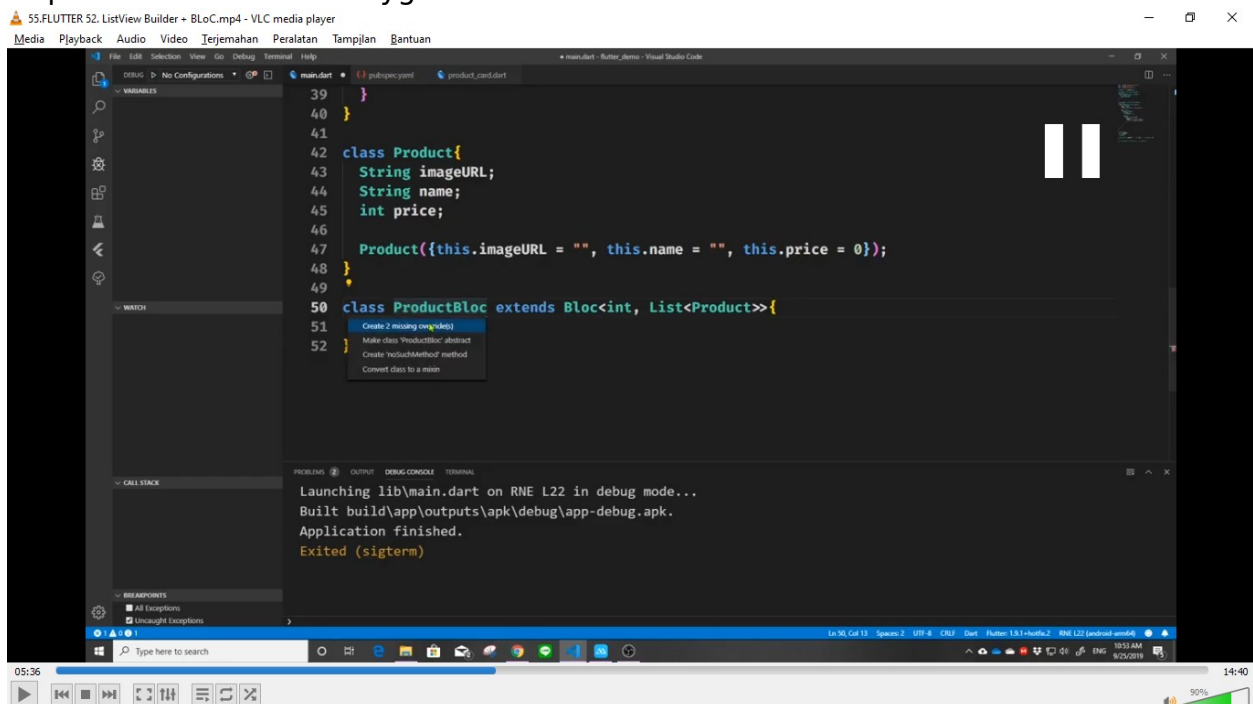 55.FLUTTER 52. ListView Builder + BLoC.mp4 - VLC media player
Media Playback Audio Video Terjemahan Peralatan Tampilan Bantuan
File Edit Selection View Go Debug Terminal Help
● main.dart - flutter_demo - Visual Studio Code
DEBUG No Configurations
main.dart ● pubspec.yaml product_card.dart
VARIABLES
39 }
40 }
41
42 class Product{
43 String imageURL;
44 String name;
45 int price;
46
47 Product({this.imageURL = "", this.name = "", this.price = 0});
48 }
49
50 class ProductBloc extends Bloc<int, List<Product>>{
51
52 }
Create 2 missing override(s)
Make class 'ProductBloc' abstract
Create 'noSuchMethod' method
Convert class to a mixin
WATCH
CALL STACK
PROBLEMS 2 OUTPUT DEBUG CONSOLE TERMINAL
Launching lib\main.dart on RNE L22 in debug mode...
Built build\app\outputs\apk\debug\app-debug.apk.
Application finished.
Exited (sigterm)
BREAKPOINTS
All Exceptions
Uncaught Exceptions
1 0 1
Ln 50, Col 13 Spaces: 2 UTF-8 CRLF Dart Flutter: 1.9.1+hotfix.2 RNE L22 (android-arm64)
Type here to search
ENG
10:53 AM
9/25/2019
05:36
14:40
90%